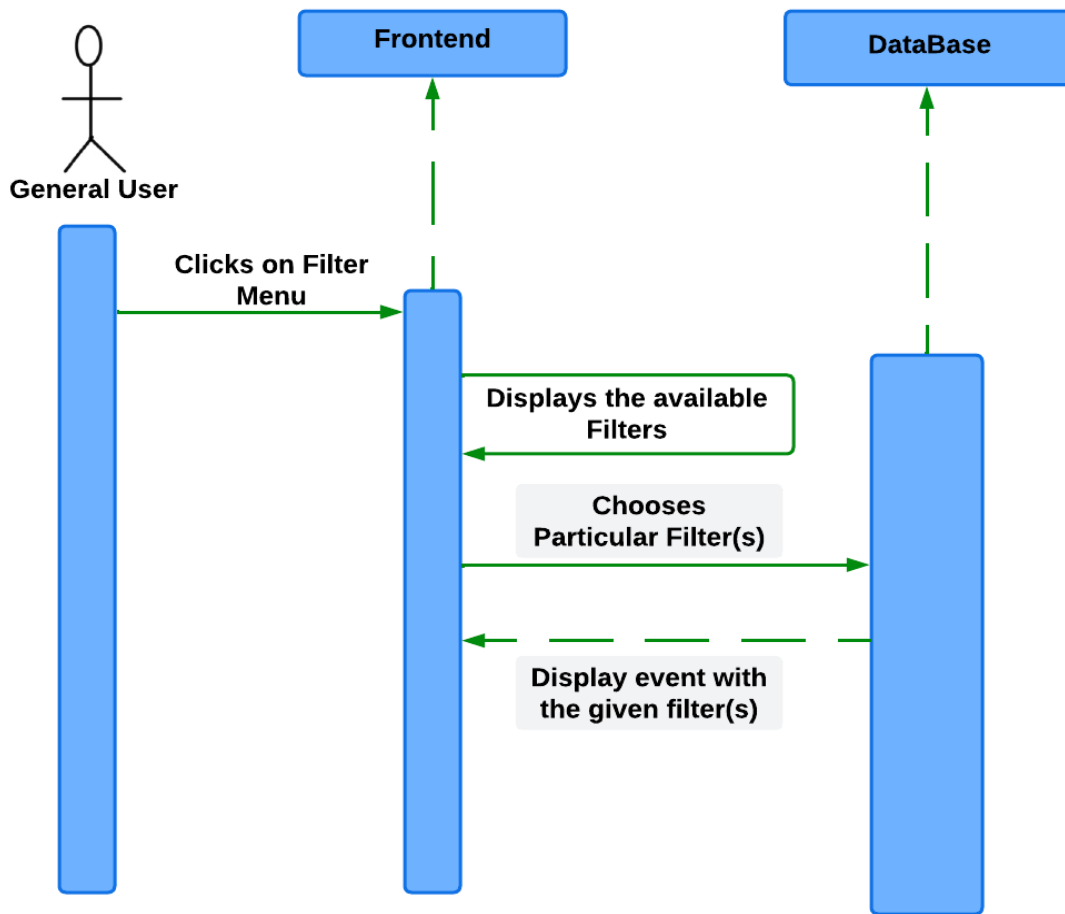 Frontend
DataBase
General User
Clicks on Filter
Menu
Displays the available
Filters
Chooses
Particular Filter(s)
Display event with
the given filter(s)